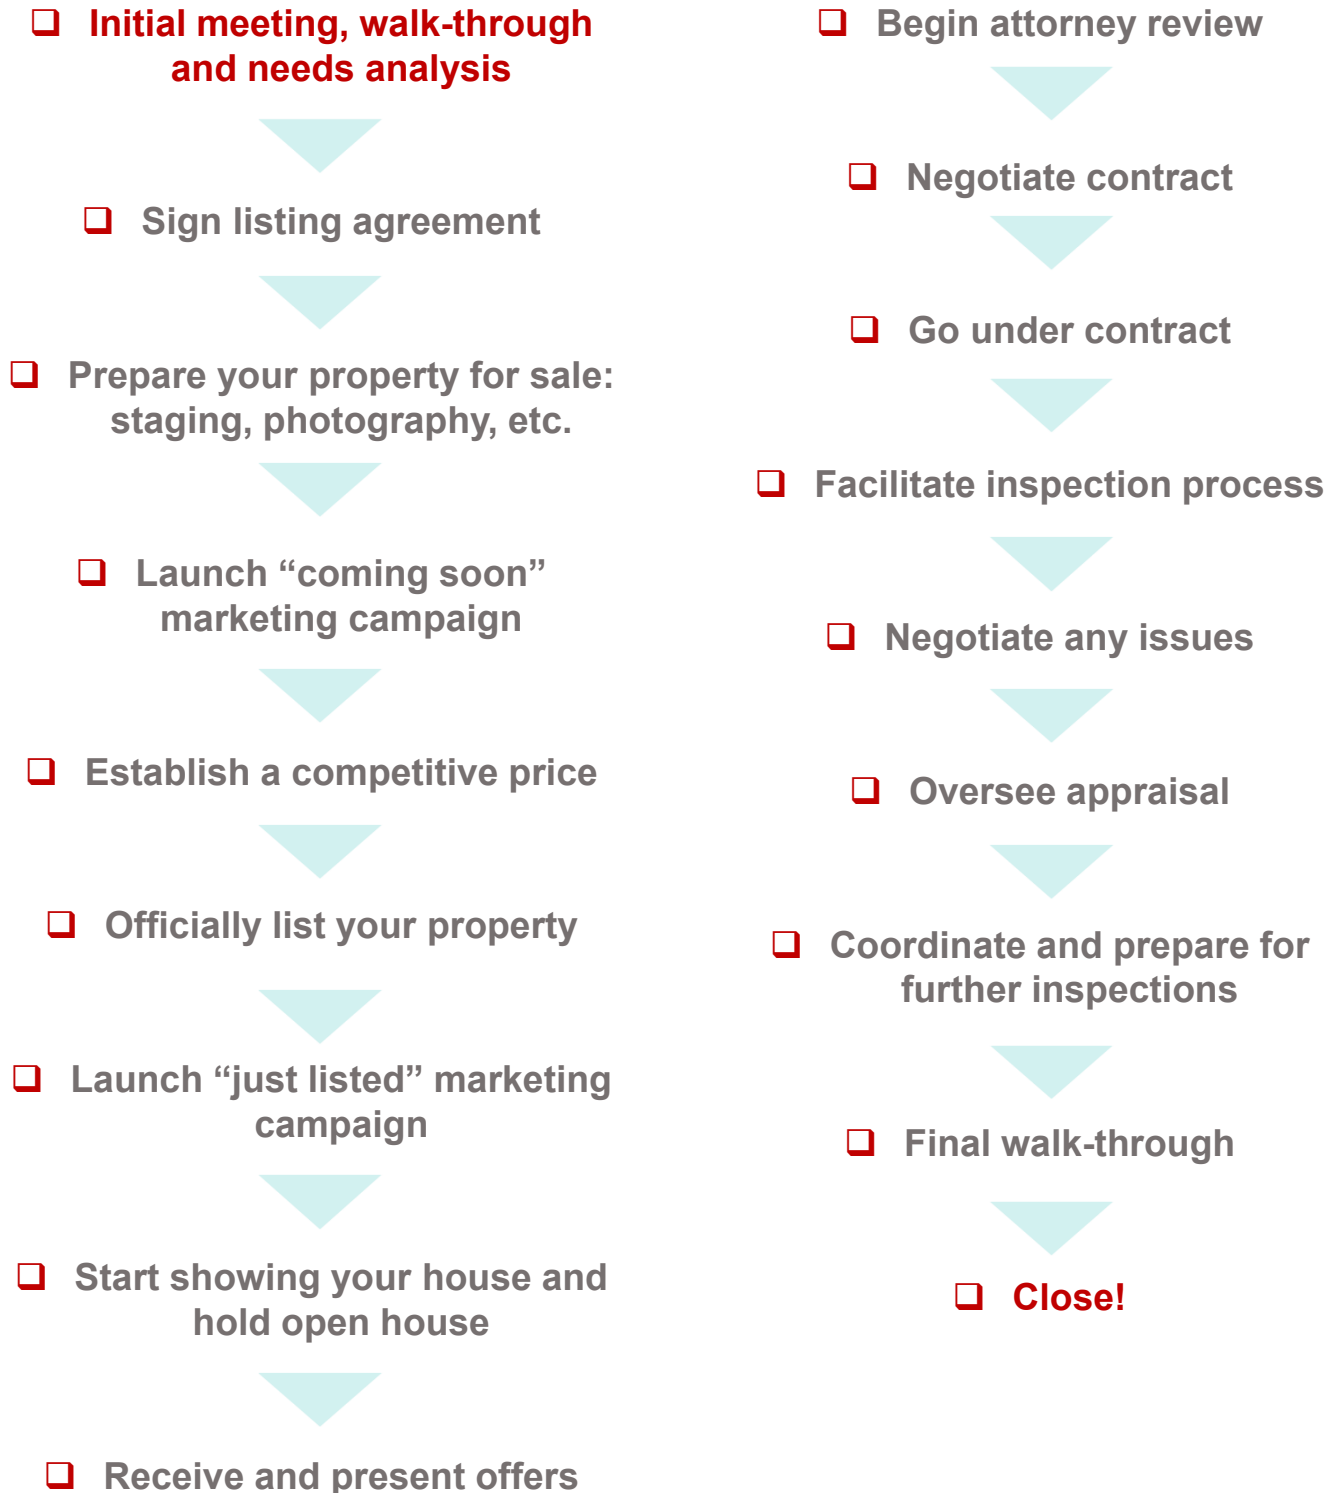 ❑ Initial meeting, walk-through
and needs analysis
❑ Sign listing agreement
❑ Prepare your property for sale:
staging, photography, etc.
❑ Launch “coming soon”
marketing campaign
❑ Establish a competitive price
❑ Officially list your property
❑ Launch “just listed” marketing
campaign
❑ Start showing your house and
hold open house
❑ Receive and present offers
❑ Begin attorney review
❑ Negotiate contract
❑ Go under contract
❑ Facilitate inspection process
❑ Negotiate any issues
❑ Oversee appraisal
❑ Coordinate and prepare for
further inspections
❑ Final walk-through
❑ Close!